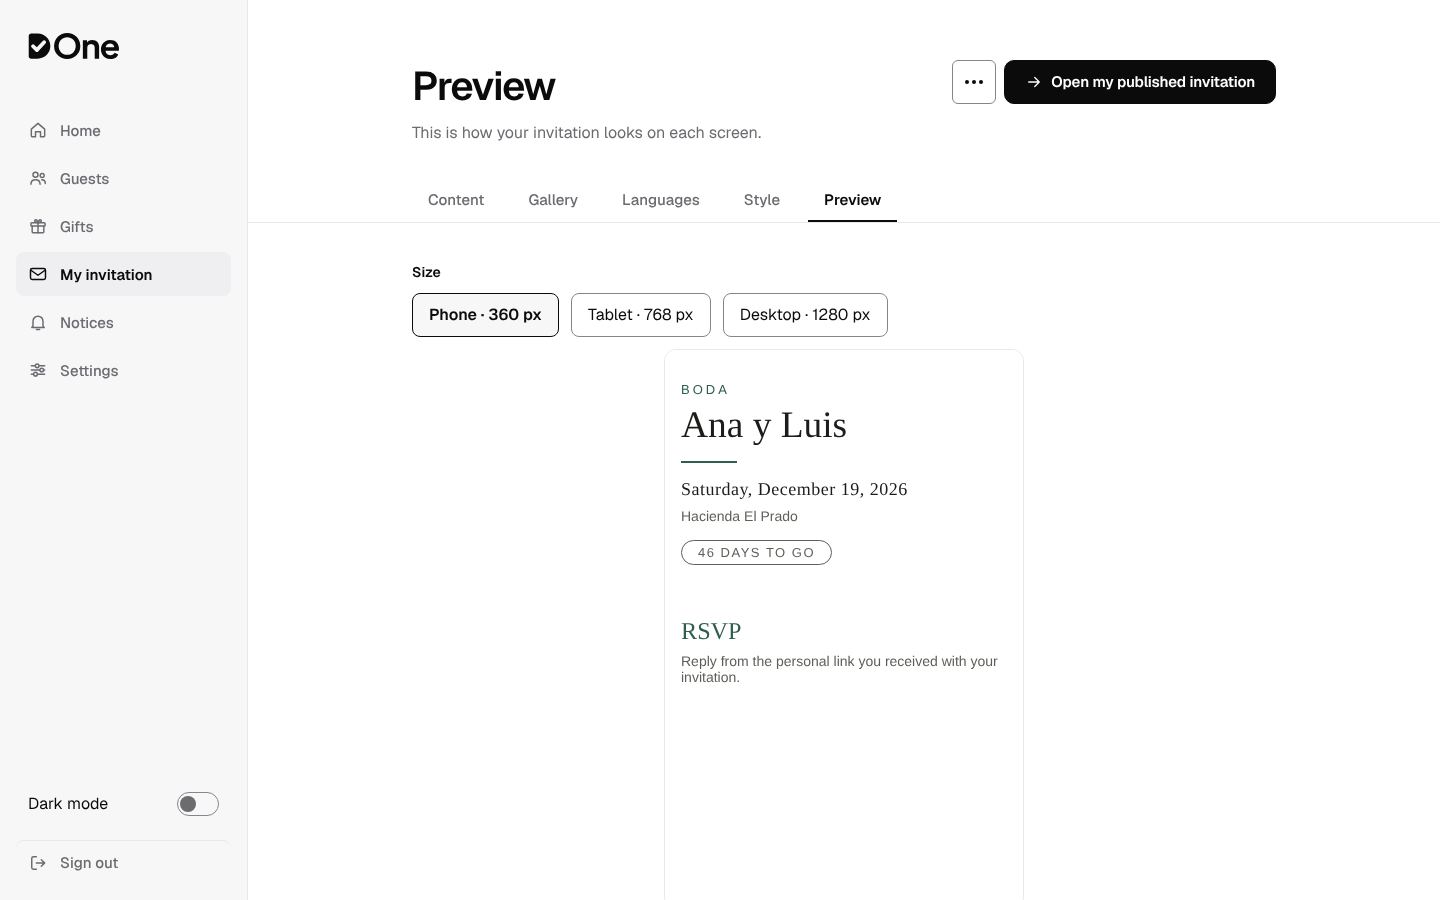 DOne
Home
Guests
Gifts
My invitation
Notices
Settings
Dark mode
Sign out
Preview
Open my published invitation
This is how your invitation looks on each screen.
Content
Gallery
Languages
Style
Preview
Size
Phone · 360 px
Tablet · 768 px
Desktop · 1280 px
BODA
Ana y Luis
Saturday, December 19, 2026
Hacienda El Prado
46 DAYS TO GO
RSVP
Reply from the personal link you received with your
invitation.